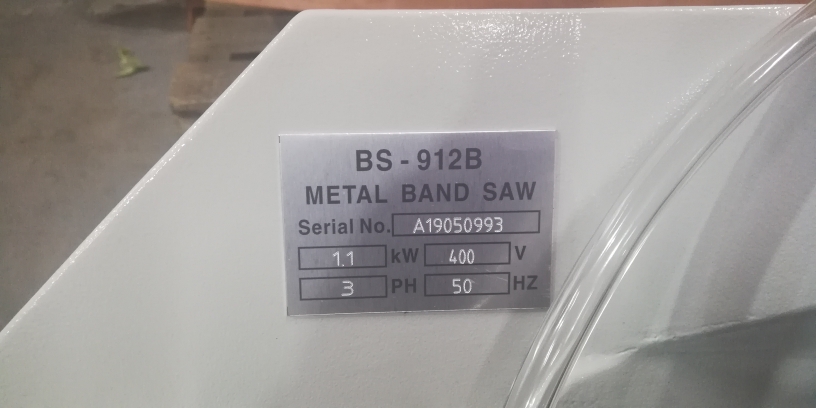 BS - 912B
METAL BAND SAW
Serial No. A19050993
1.1 kW 400 V
3 PH 50 HZ